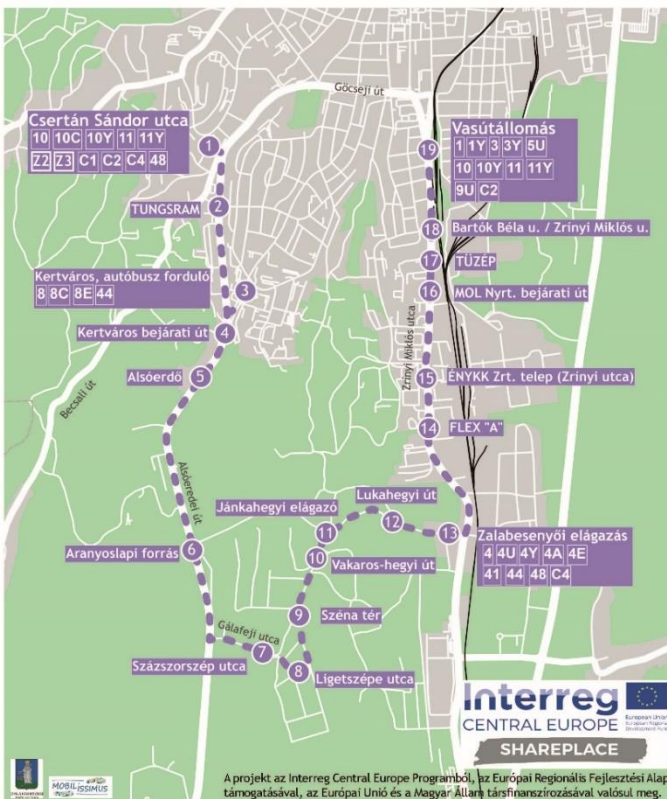 Göcseji út
Csertán Sándor utca
10 10C 10Y 11 11Y
Z2 Z3 C1 C2 C4 48
1
Vasútállomás
1 1Y 3 3Y 5U
10 10Y 11 11Y
9U C2
19
TUNGSRAM
2
18
Bartók Béla u. / Zrínyi Miklós u.
17
TÜZÉP
Kertváros, autóbusz forduló
8 8C 8E 44
3
16
MOL Nyrt. bejárati út
Kertváros bejárati út
4
Zrínyi Miklós utca
Alsóerdő
5
15
ÉNYKK Zrt. telep (Zrínyi utca)
Becsali út
14
FLEX "A"
Alsóerdei út
Lukahegyi út
12
Jánkahegyi elágazó
11
13
Zalabesenyői elágazás
4 4U 4Y 4A 4E
41 44 48 C4
Aranyoslapi forrás
6
10
Vakaros-hegyi út
9
Széna tér
Gálafeji utca
Százszorszép utca
7
8
Ligetszépe utca
Interreg
CENTRAL EUROPE
European Union
European Regional
Development Fund
SHAREPLACE
MOBILISSIMUS
A projekt az Interreg Central Europe Programból, az Európai Regionális Fejlesztési Alap
támogatásával, az Európai Unió és a Magyar Állam társfinanszírozásával valósul meg.